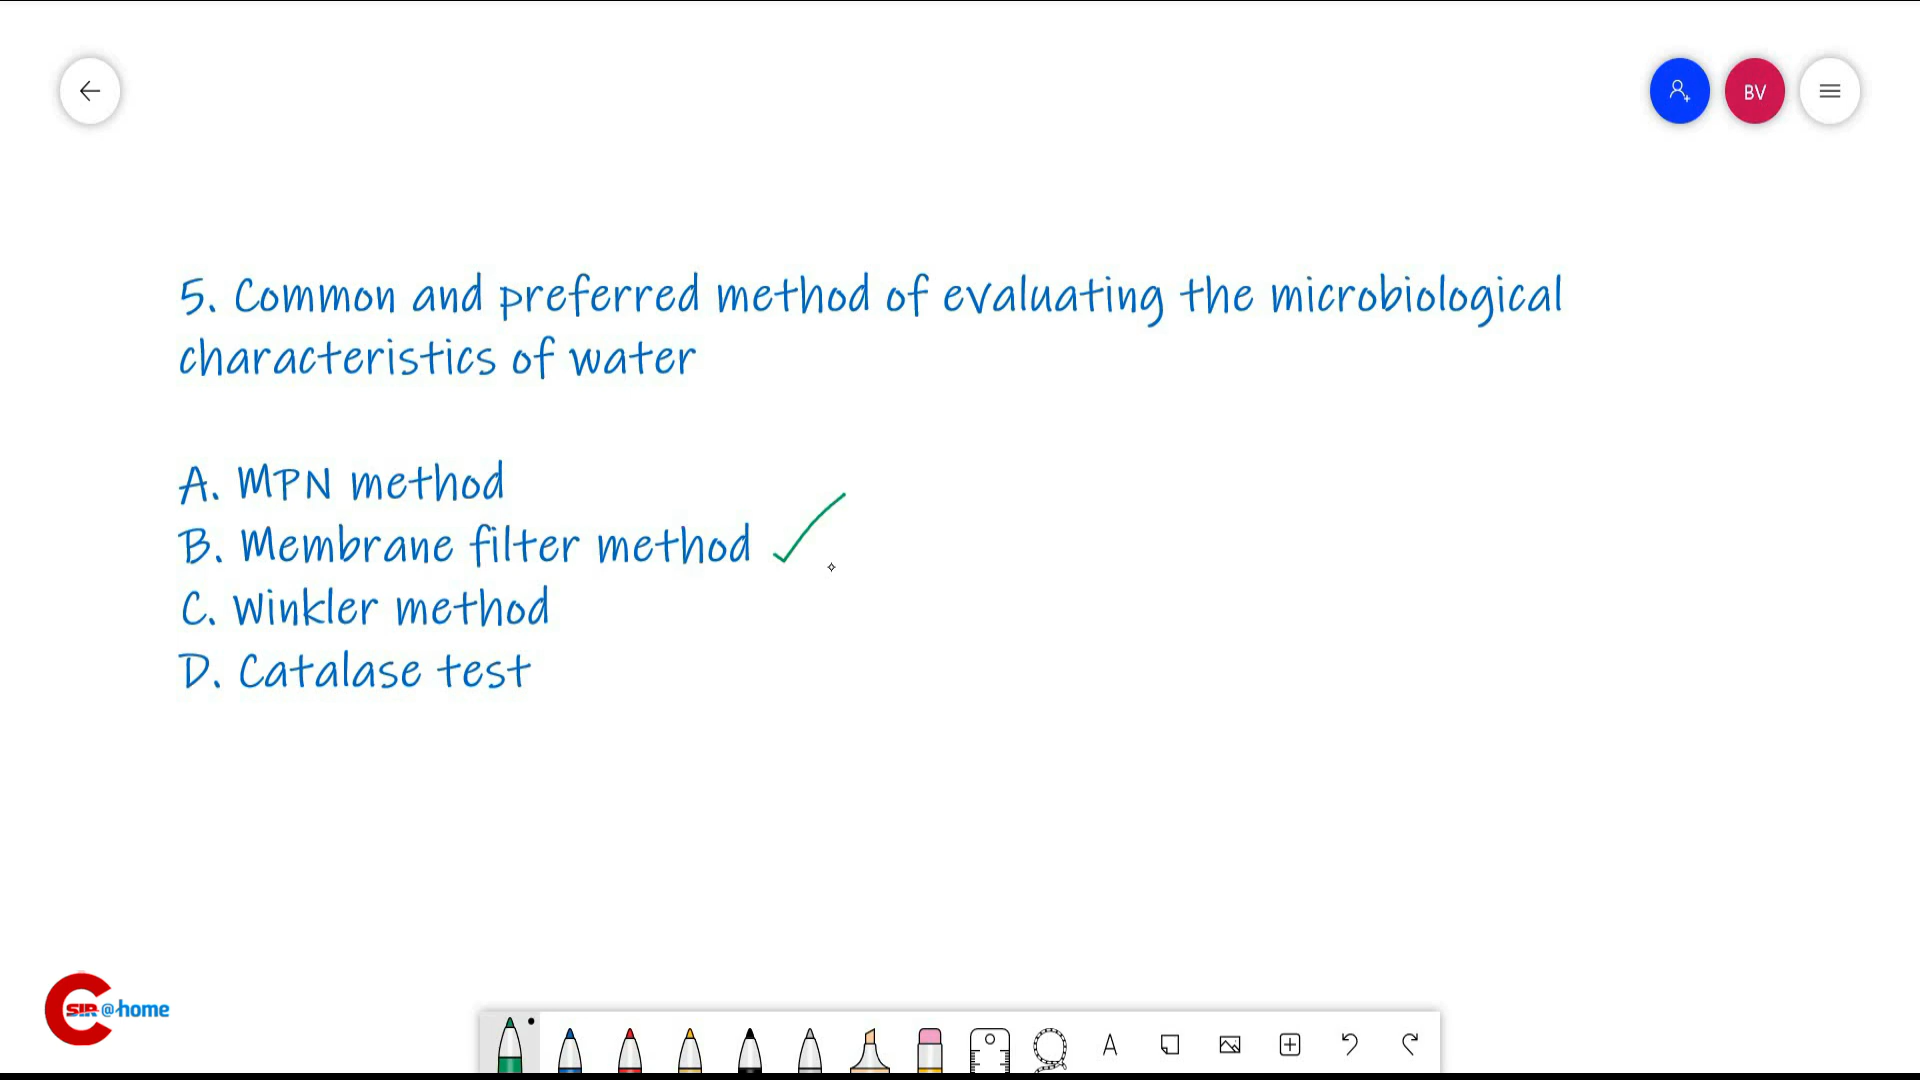 BV
5. Common and preferred method of evaluating the microbiological
characteristics of water
A. MPN method
B. Membrane filter method
C. Winkler method
D. Catalase test
CSIR@home
A